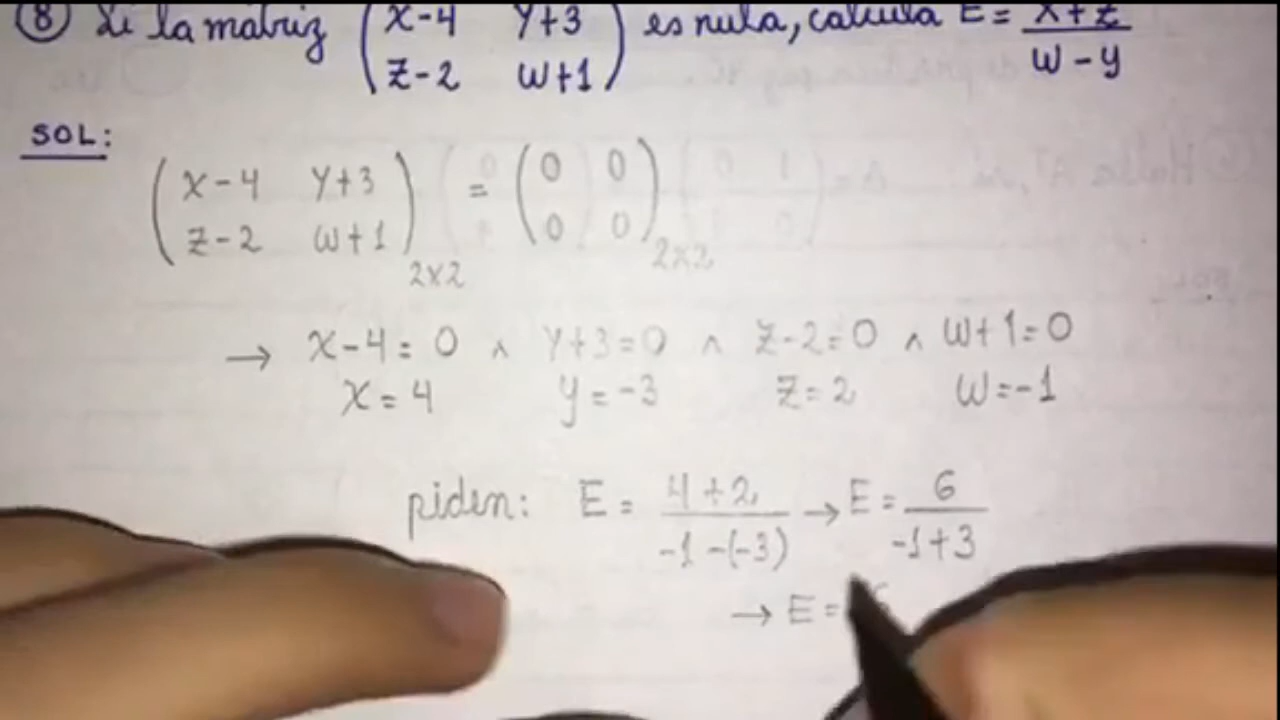 ⑧ Si la matriz (X-4 Y+3) es nula, calcula E = X+Z
(Z-2 W+1) W-Y
SOL:
(X-4 Y+3) = (0 0)
(Z-2 W+1)2x2 (0 0)2x2
→ X-4=0 ∧ Y+3=0 ∧ Z-2=0 ∧ W+1=0
X=4 Y=-3 Z=2 W=-1
piden: E = 4+2 → E = 6
-1-(-3) -1+3
→ E = 6